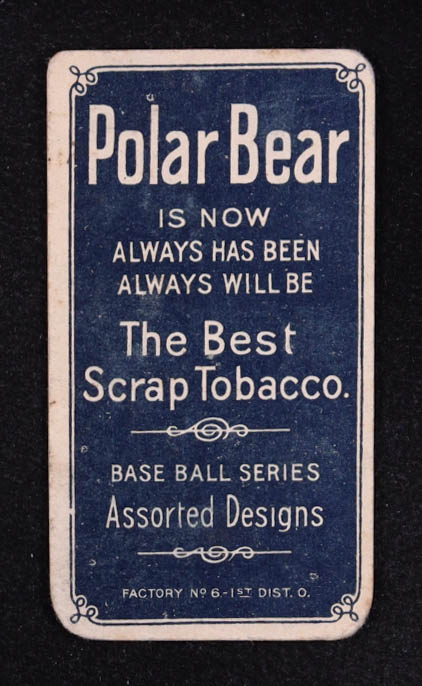 Polar Bear
IS NOW
ALWAYS HAS BEEN
ALWAYS WILL BE
The Best
Scrap Tobacco.
BASE BALL SERIES
Assorted Designs
FACTORY Nº 6.-1ST DIST. O.